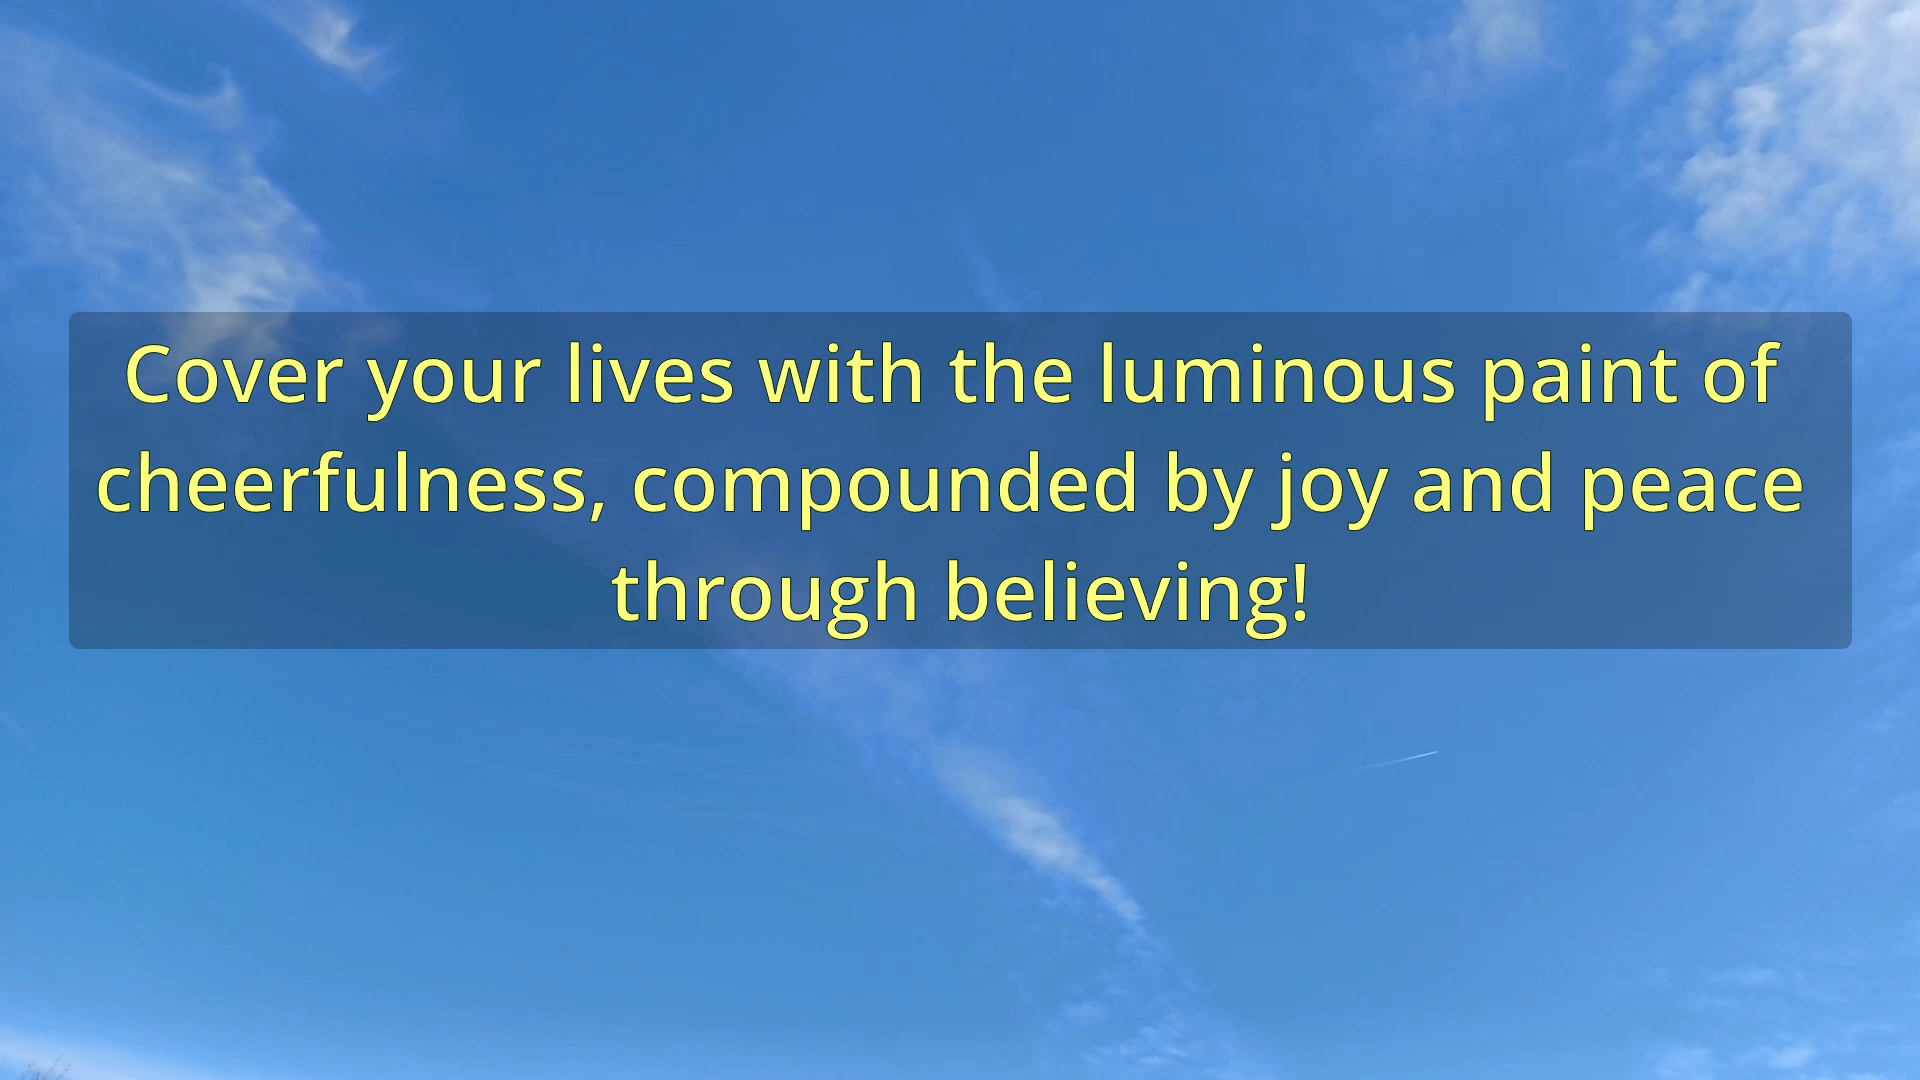 Cover your lives with the luminous paint of
cheerfulness, compounded by joy and peace
through believing!